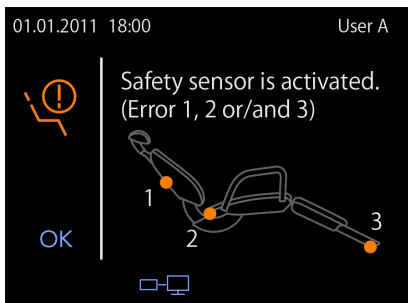 01.01.2011 18:00 User A
Safety sensor is activated.
(Error 1, 2 or/and 3)
1
2
3
OK